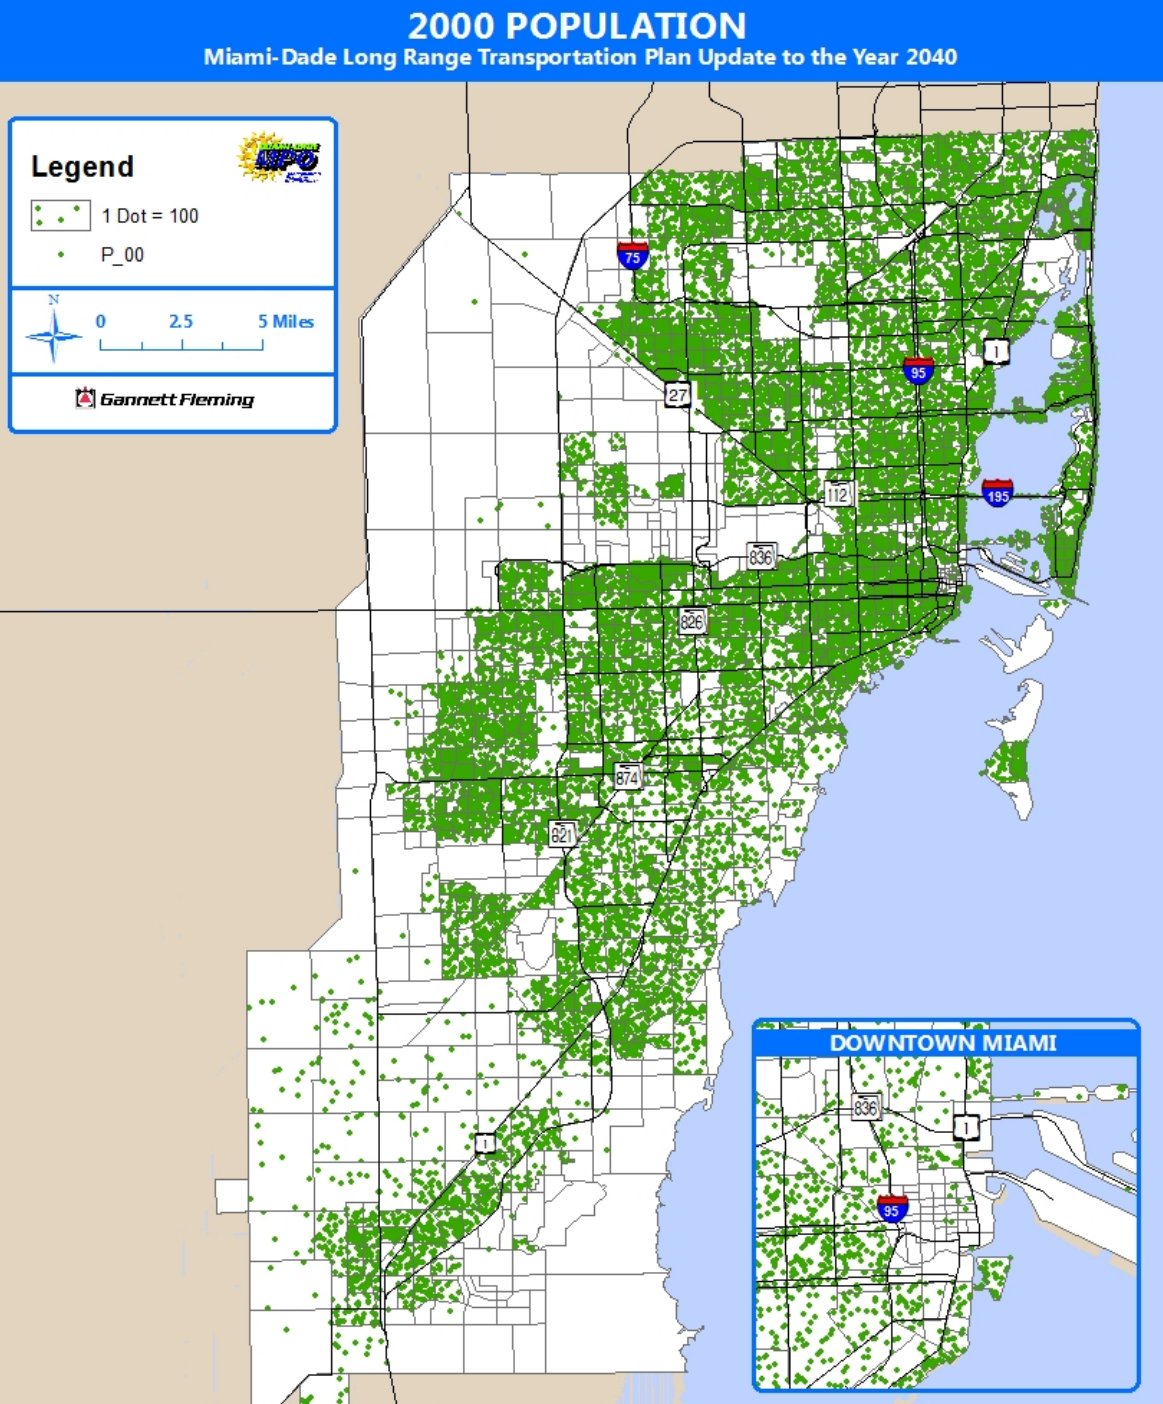 2000 POPULATION
Miami-Dade Long Range Transportation Plan Update to the Year 2040
Legend
MPO
1 Dot = 100
P_00
N
0 2.5 5 Miles
Gannett Fleming
75
1
95
27
195
112
836
826
874
821
1
DOWNTOWN MIAMI
836
1
95